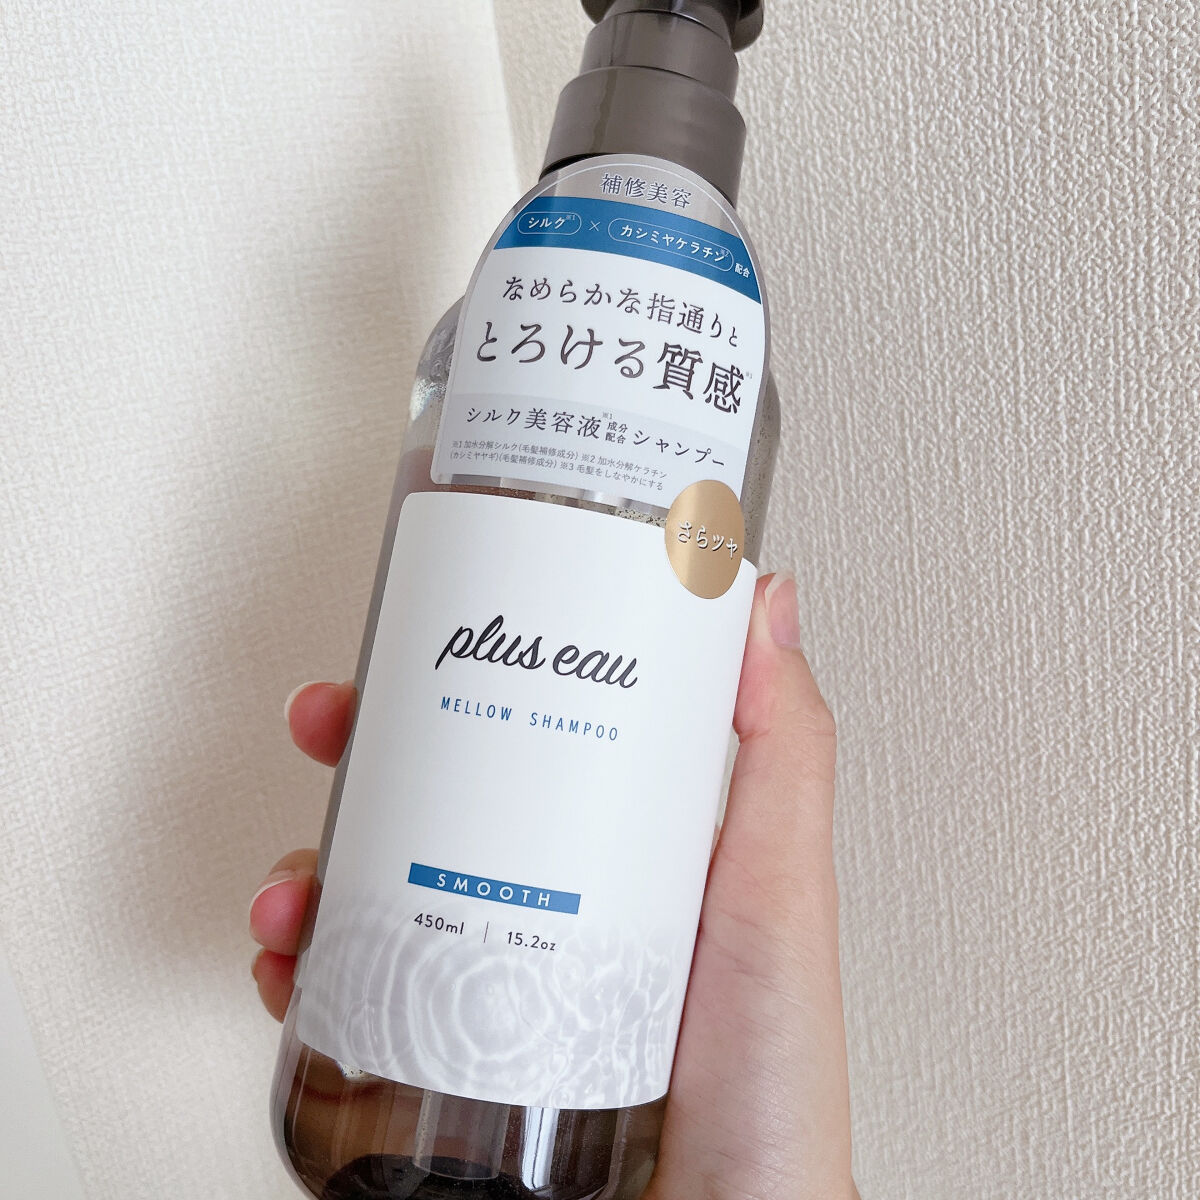 補修美容
シルク※1 × カシミヤケラチン※2 配合
なめらかな指通りと
とろける質感※3
シルク美容液※1成分配合シャンプー
※1 加水分解シルク(毛髪補修成分) ※2 加水分解ケラチン
(カシミヤヤギ)(毛髪補修成分) ※3 毛髪をしなやかにする
さらツヤ
plus eau
MELLOW SHAMPOO
SMOOTH
450ml | 15.2oz